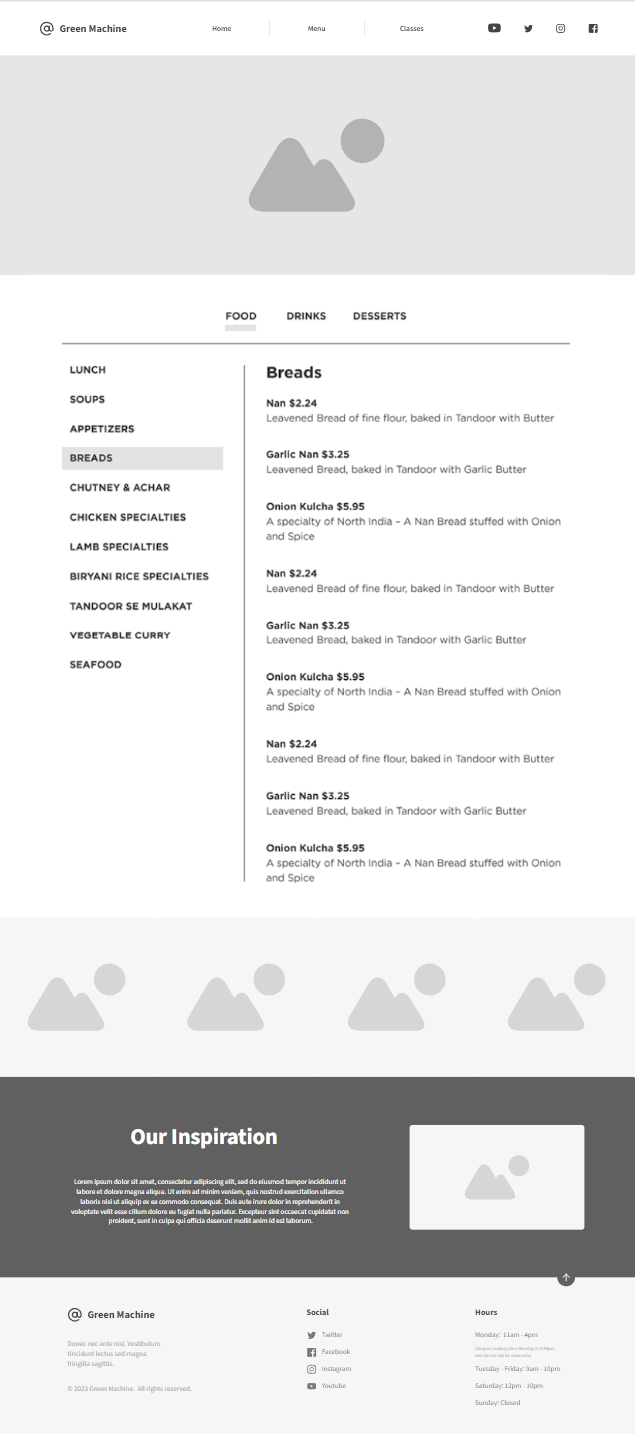 Green Machine
Home
Menu
Classes
FOOD
DRINKS
DESSERTS
LUNCH
SOUPS
APPETIZERS
BREADS
CHUTNEY & ACHAR
CHICKEN SPECIALTIES
LAMB SPECIALTIES
BIRYANI RICE SPECIALTIES
TANDOOR SE MULAKAT
VEGETABLE CURRY
SEAFOOD
Breads
Nan $2.24
Leavened Bread of fine flour, baked in Tandoor with Butter
Garlic Nan $3.25
Leavened Bread, baked in Tandoor with Garlic Butter
Onion Kulcha $5.95
A specialty of North India – A Nan Bread stuffed with Onion
and Spice
Nan $2.24
Leavened Bread of fine flour, baked in Tandoor with Butter
Garlic Nan $3.25
Leavened Bread, baked in Tandoor with Garlic Butter
Onion Kulcha $5.95
A specialty of North India – A Nan Bread stuffed with Onion
and Spice
Nan $2.24
Leavened Bread of fine flour, baked in Tandoor with Butter
Garlic Nan $3.25
Leavened Bread, baked in Tandoor with Garlic Butter
Onion Kulcha $5.95
A specialty of North India – A Nan Bread stuffed with Onion
and Spice
Our Inspiration
Lorem ipsum dolor sit amet, consectetur adipiscing elit, sed do eiusmod tempor incididunt ut
labore et dolore magna aliqua. Ut enim ad minim veniam, quis nostrud exercitation ullamco
laboris nisi ut aliquip ex ea commodo consequat. Duis aute irure dolor in reprehenderit in
voluptate velit esse cillum dolore eu fugiat nulla pariatur. Excepteur sint occaecat cupidatat non
proident, sunt in culpa qui officia deserunt mollit anim id est laborum.
Green Machine
Donec nec ante nisl. Vestibulum
tincidunt lectus sed magna
fringilla sagittis.
© 2023 Green Machine. All rights reserved.
Social
Twitter
Facebook
Instagram
Youtube
Hours
Monday: 11am - 4pm
Tuesday - Friday: 9am - 10pm
Saturday: 12pm - 10pm
Sunday: Closed